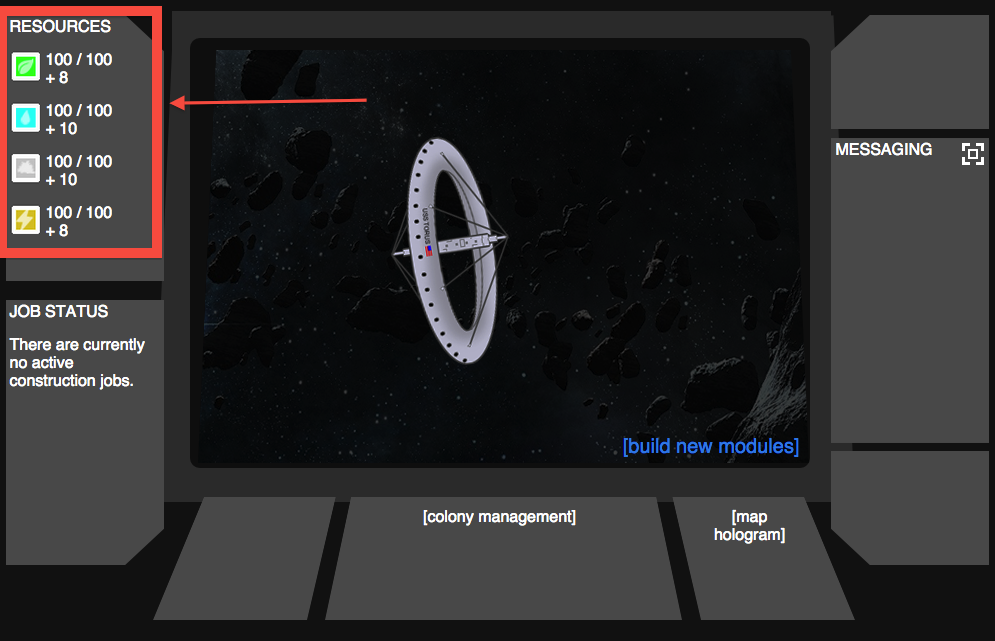 RESOURCES
100 / 100
+ 8
100 / 100
+ 10
100 / 100
+ 10
100 / 100
+ 8
JOB STATUS
There are currently
no active
construction jobs.
USS TORUS
[build new modules]
MESSAGING
[colony management]
[map
hologram]